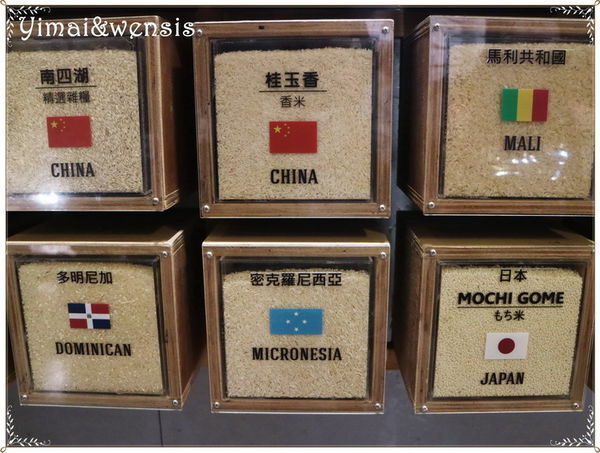 Yimai&wensis
南四湖
精選雜糧
CHINA
桂玉香
香米
CHINA
馬利共和國
MALI
多明尼加
DOMINICAN
密克羅尼西亞
MICRONESIA
日本
MOCHI GOME
もち米
JAPAN